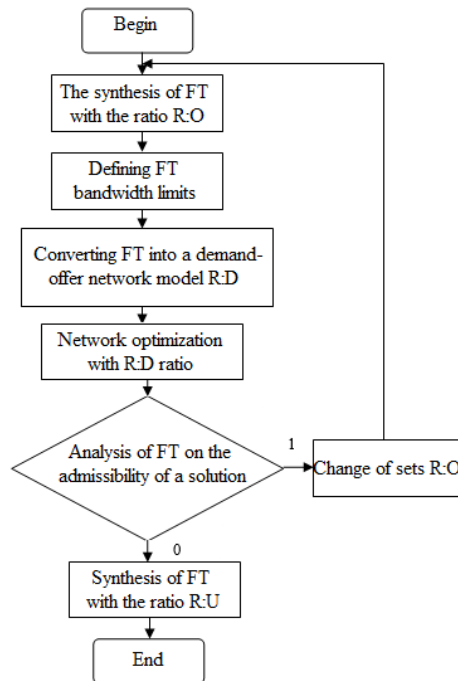 Begin
The synthesis of FT
with the ratio R:O
Defining FT
bandwidth limits
Converting FT into a demand-
offer network model R:D
Network optimization
with R:D ratio
Analysis of FT on the
admissibility of a solution
1
Change of sets R:O
0
Synthesis of FT
with the ratio R:U
End